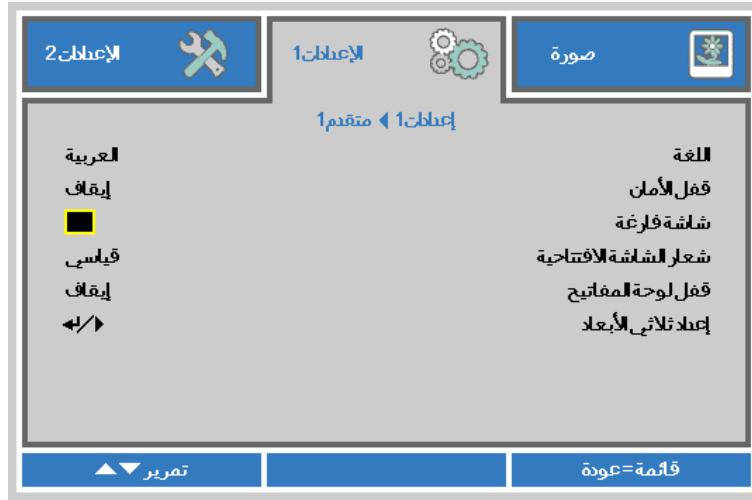 صورة
الإعدادات1
الإعدادات2
إعدادات1 ⏴ متقدم1
اللغة العربية
قفل الأمان إيقاف
شاشة فارغة
شعار الشاشة الافتتاحية قياسي
قفل لوحة المفاتيح إيقاف
إعداد ثلاثي الأبعاد ↵/⏵
قائمة=عودة
تمرير ▼▲